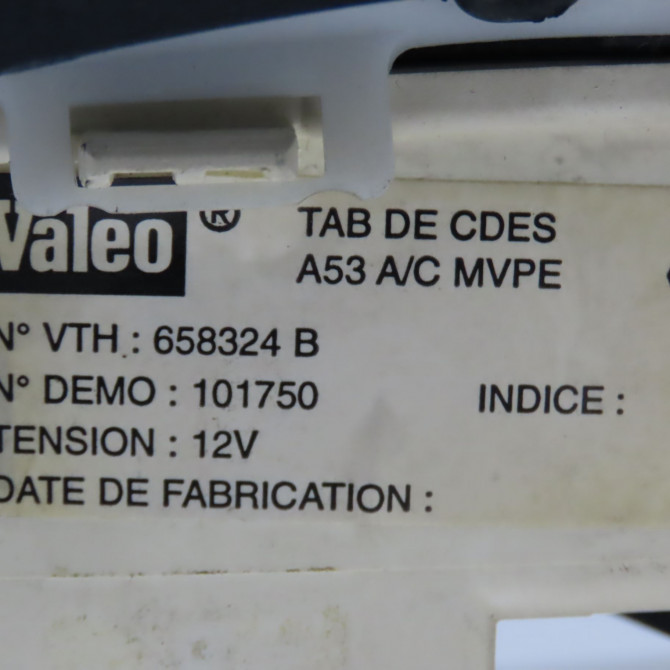 Valeo ® TAB DE CDES
A53 A/C MVPE
N° VTH : 658324 B
N° DEMO : 101750 INDICE :
TENSION : 12V
DATE DE FABRICATION :